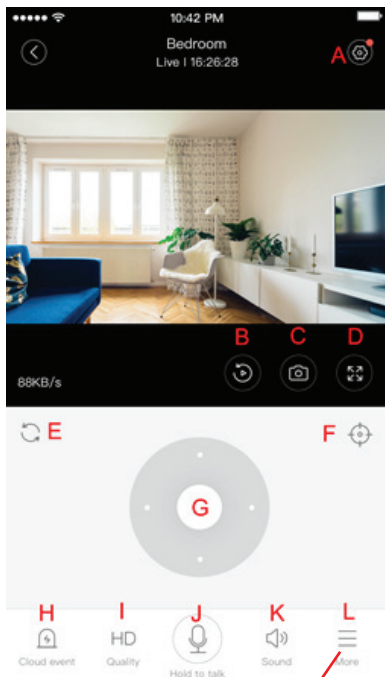 10:42 PM
Bedroom
Live I 16:26:28
A
B
C
D
88KB/s
E
F
G
H
I
J
K
L
HD
Cloud event
Quality
Hold to talk
Sound
More